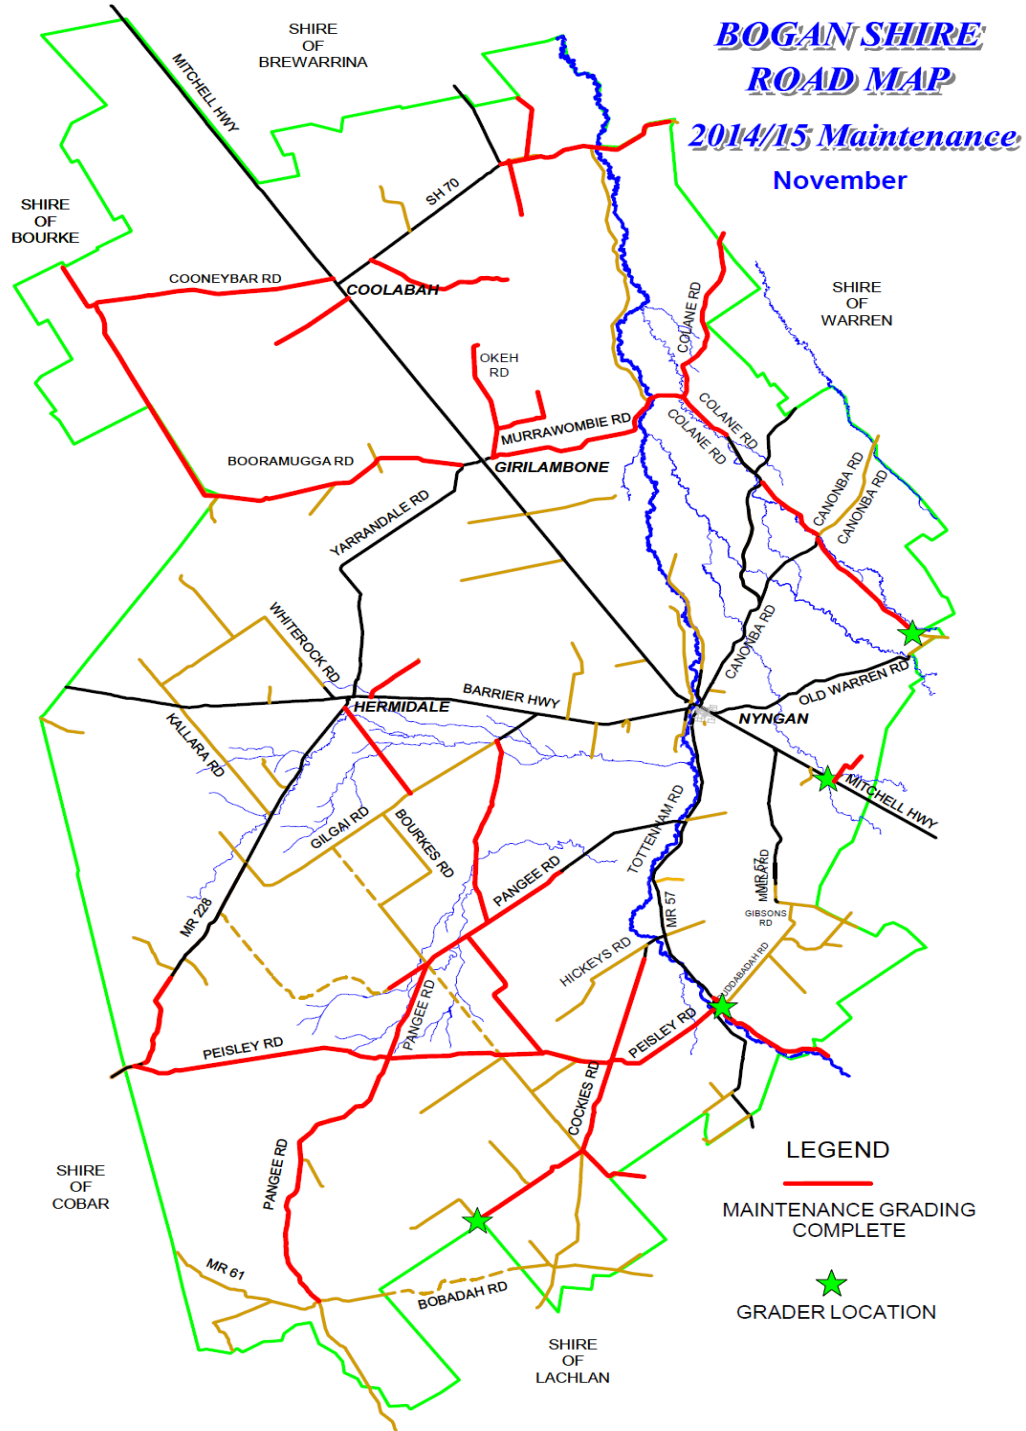 BOGAN SHIRE
ROAD MAP
2014/15 Maintenance
November
SHIRE
OF
BREWARRINA
MITCHELL HWY
SH 70
SHIRE
OF
BOURKE
COONEYBAR RD
COOLABAH
SHIRE
OF
WARREN
COLANE RD
OKEH
RD
COLANE RD
COLANE RD
MURRAWOMBIE RD
BOORAMUGGA RD
GIRILAMBONE
CANONBA RD
CANONBA RD
YARRANDALE RD
WHITEROCK RD
CANONBA RD
OLD WARREN RD
BARRIER HWY
HERMIDALE
NYNGAN
KALLARA RD
MITCHELL HWY
TOTTENHAM RD
GILGAI RD
BOURKES RD
PANGEE RD
MR 57
MULLA RD
MR 57
GIBSONS
RD
MR 228
HICKEYS RD
PANGEE RD
PEISLEY RD
PEISLEY RD
COCKIES RD
PANGEE RD
SHIRE
OF
COBAR
LEGEND
MAINTENANCE GRADING
COMPLETE
GRADER LOCATION
MR 61
BOBADAH RD
SHIRE
OF
LACHLAN